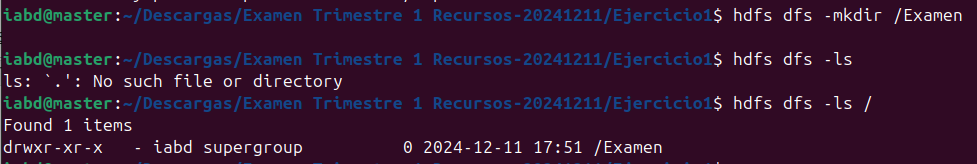 iabd@master:~/Descargas/Examen Trimestre 1 Recursos-20241211/Ejercicio1$ hdfs dfs -mkdir /Examen
iabd@master:~/Descargas/Examen Trimestre 1 Recursos-20241211/Ejercicio1$ hdfs dfs -ls
ls: `.': No such file or directory
iabd@master:~/Descargas/Examen Trimestre 1 Recursos-20241211/Ejercicio1$ hdfs dfs -ls /
Found 1 items
drwxr-xr-x   - iabd supergroup          0 2024-12-11 17:51 /Examen